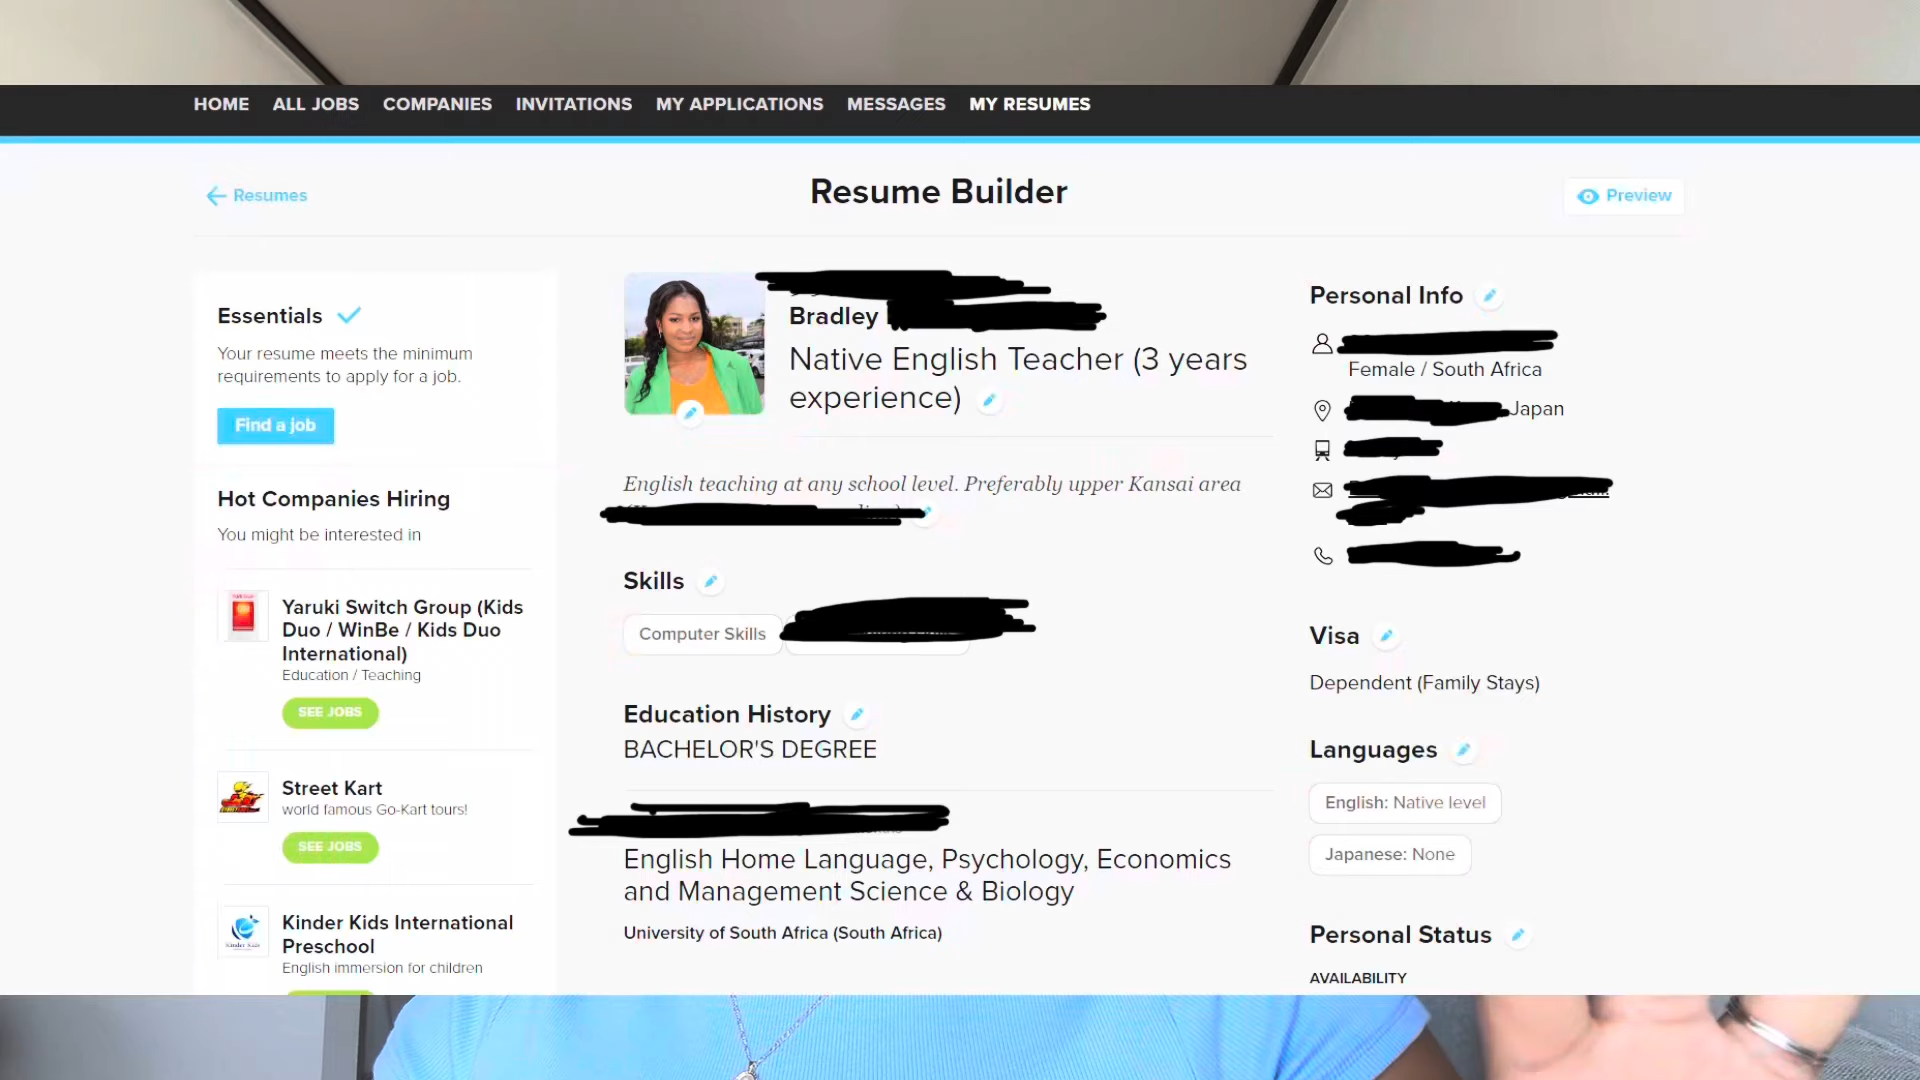 HOME ALL JOBS COMPANIES INVITATIONS MY APPLICATIONS MESSAGES MY RESUMES
Resumes
Resume Builder
Preview
Essentials
Your resume meets the minimum
requirements to apply for a job.
Find a job
Hot Companies Hiring
You might be interested in
Yaruki Switch Group (Kids
Duo / WinBe / Kids Duo
International)
Education / Teaching
SEE JOBS
Street Kart
world famous Go-Kart tours!
SEE JOBS
Kinder Kids International
Preschool
English immersion for children
Bradley
Native English Teacher (3 years
experience)
English teaching at any school level. Preferably upper Kansai area
Skills
Computer Skills
Education History
BACHELOR'S DEGREE
English Home Language, Psychology, Economics
and Management Science & Biology
University of South Africa (South Africa)
Personal Info
Female / South Africa
Japan
Visa
Dependent (Family Stays)
Languages
English: Native level
Japanese: None
Personal Status
AVAILABILITY